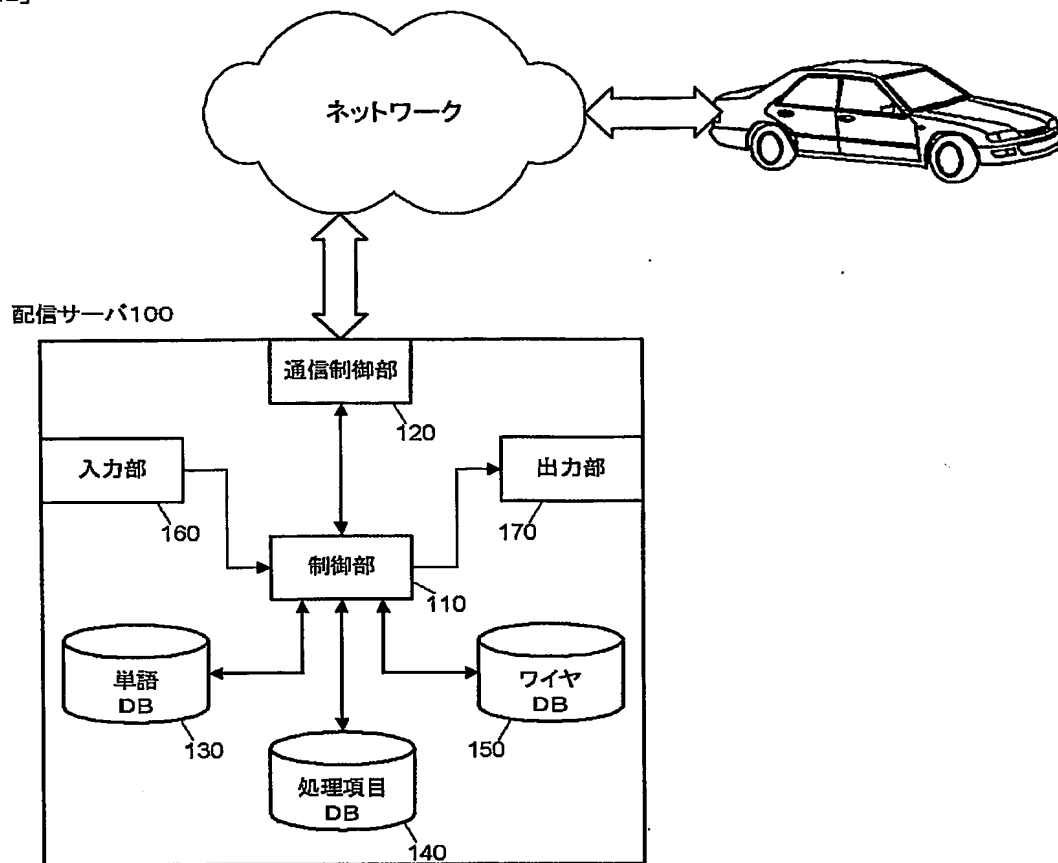 ネットワーク
配信サーバ100
通信制御部
120
入力部
160
出力部
170
制御部
110
単語
DB
130
ワイヤ
DB
150
処理項目
DB
140